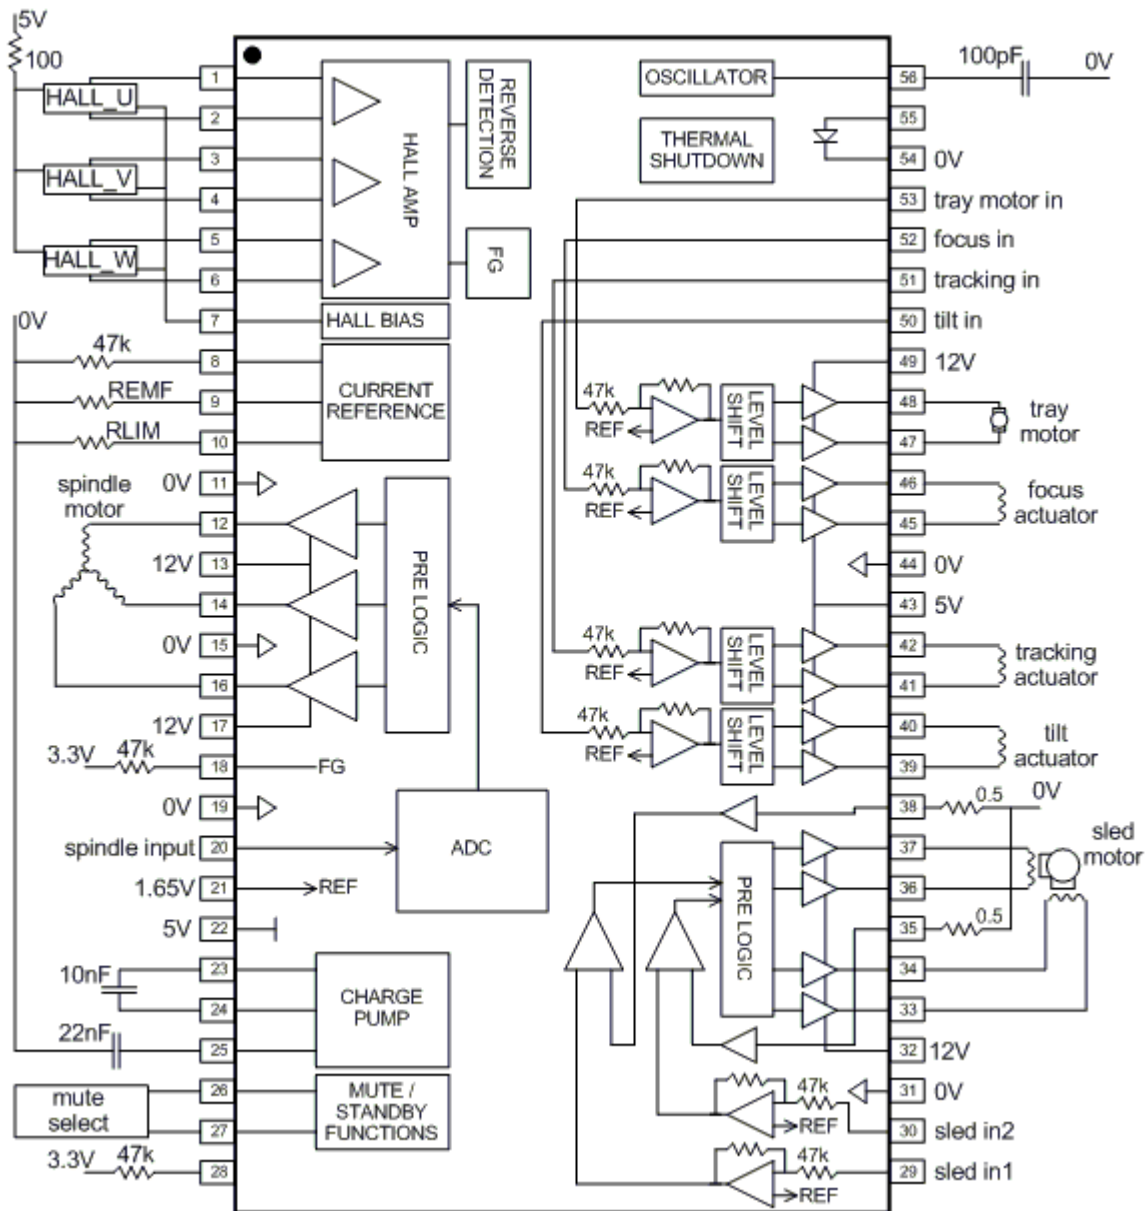 5V
100
HALL_U
HALL_V
HALL_W
0V
47k
REMF
RLIM
spindle
motor
0V
12V
0V
12V
3.3V
47k
0V
spindle input
1.65V
5V
10nF
22nF
mute
select
3.3V
47k
1
2
3
4
5
6
7
8
9
10
11
12
13
14
15
16
17
18
19
20
21
22
23
24
25
26
27
28
HALL AMP
REVERSE
DETECTION
FG
HALL BIAS
CURRENT
REFERENCE
PRE LOGIC
FG
ADC
REF
CHARGE
PUMP
MUTE /
STANDBY
FUNCTIONS
OSCILLATOR
THERMAL
SHUTDOWN
47k
REF
LEVEL
SHIFT
47k
REF
LEVEL
SHIFT
47k
REF
LEVEL
SHIFT
47k
REF
LEVEL
SHIFT
PRE LOGIC
47k
REF
47k
REF
56
55
54
53
52
51
50
49
48
47
46
45
44
43
42
41
40
39
38
37
36
35
34
33
32
31
30
29
100pF
0V
0V
tray motor in
focus in
tracking in
tilt in
12V
tray
motor
focus
actuator
0V
5V
tracking
actuator
tilt
actuator
0.5
0V
sled
motor
0.5
12V
0V
sled in2
sled in1